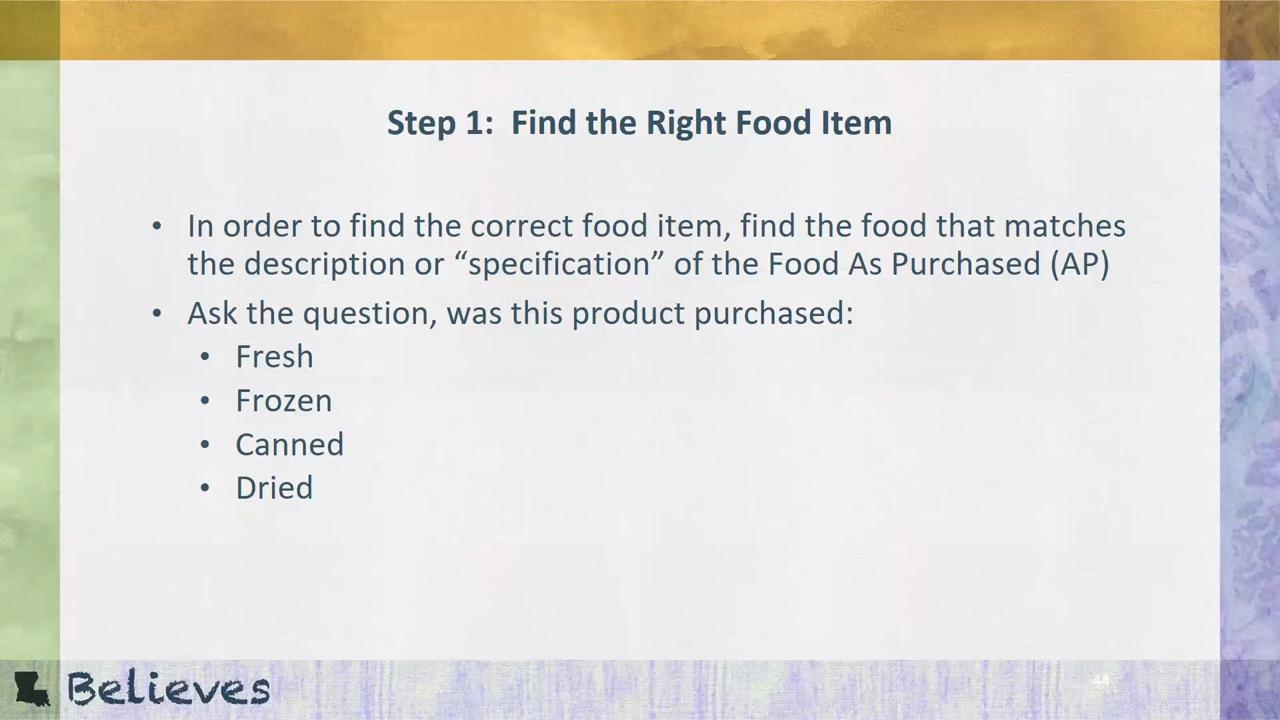 Step 1:  Find the Right Food Item
• In order to find the correct food item, find the food that matches
the description or “specification” of the Food As Purchased (AP)
• Ask the question, was this product purchased:
• Fresh
• Frozen
• Canned
• Dried
Believes
44